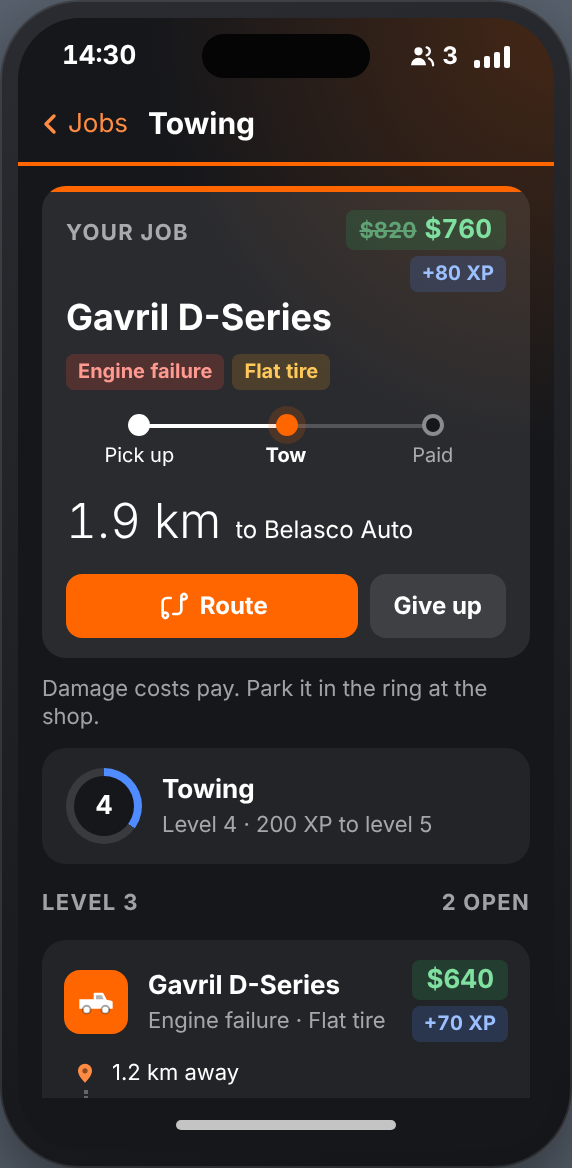 14:30
3
Jobs
Towing
YOUR JOB
$820 $760
+80 XP
Gavril D-Series
Engine failure
Flat tire
Pick up
Tow
Paid
1.9 km to Belasco Auto
Route
Give up
Damage costs pay. Park it in the ring at the
shop.
4
Towing
Level 4 · 200 XP to level 5
LEVEL 3
2 OPEN
Gavril D-Series
$640
Engine failure · Flat tire
+70 XP
1.2 km away